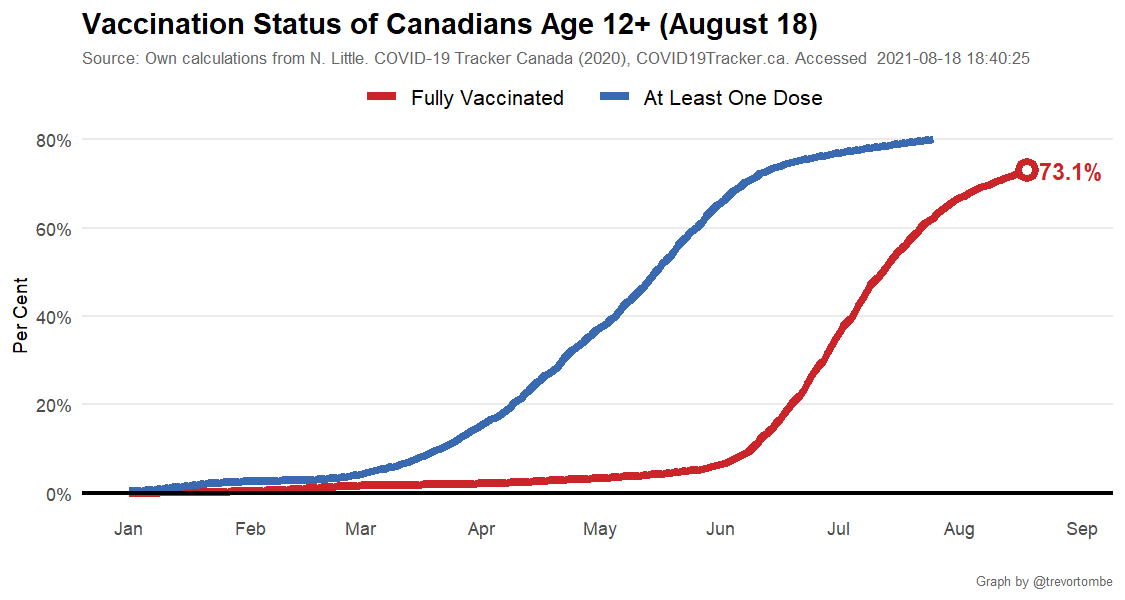 Vaccination Status of Canadians Age 12+ (August 18)
Source: Own calculations from N. Little. COVID-19 Tracker Canada (2020), COVID19Tracker.ca. Accessed  2021-08-18 18:40:25
Fully Vaccinated At Least One Dose
Per Cent
80%
73.1%
60%
40%
20%
0%
Jan Feb Mar Apr May Jun Jul Aug Sep
Graph by @trevortombe